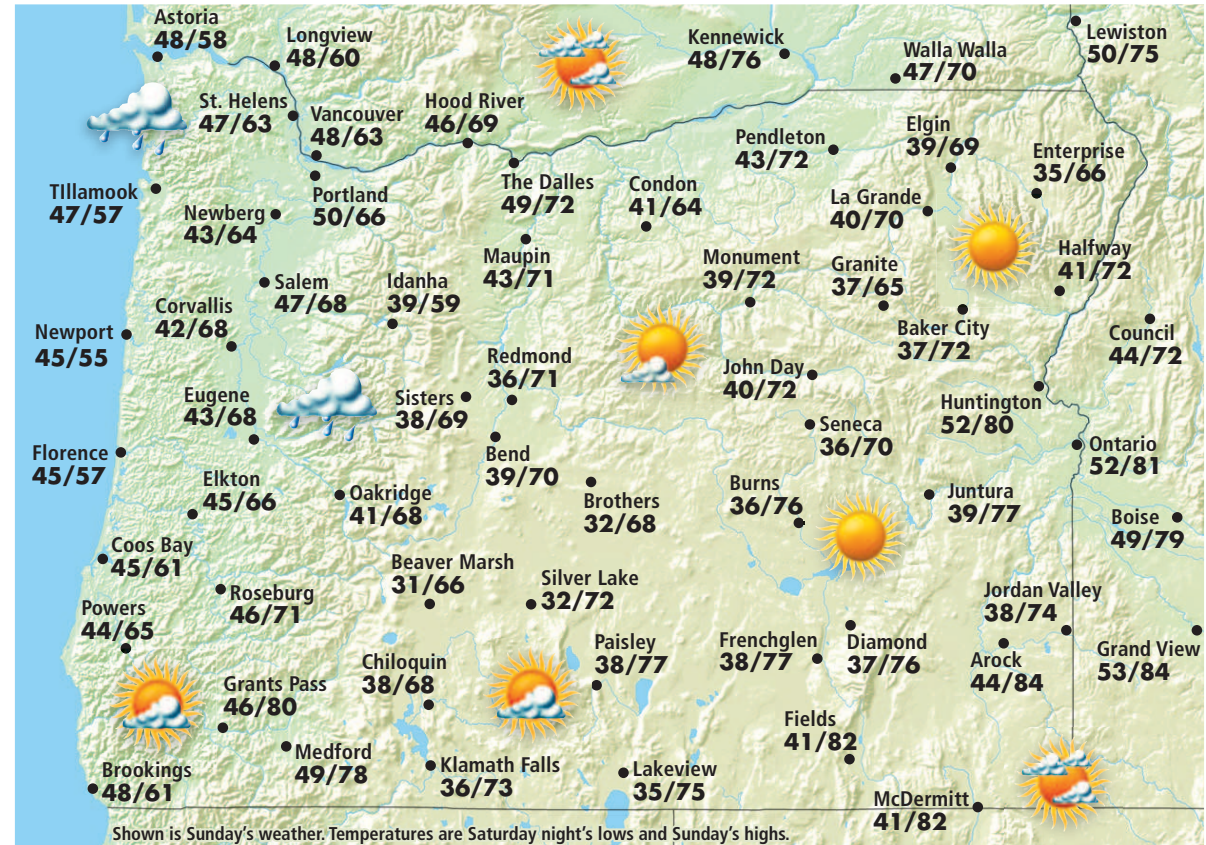 Astoria
48/58
Longview
48/60
Kennewick
48/76
Walla Walla
47/70
Lewiston
50/75
St. Helens
47/63
Vancouver
48/63
Hood River
46/69
Pendleton
43/72
Elgin
39/69
Enterprise
35/66
TIllamook
47/57
Newberg
43/64
Portland
50/66
The Dalles
49/72
Condon
41/64
La Grande
40/70
Maupin
43/71
Monument
39/72
Granite
37/65
Halfway
41/72
Salem
47/68
Idanha
39/59
Corvallis
42/68
Newport
45/55
Baker City
37/72
Council
44/72
Redmond
36/71
John Day
40/72
Eugene
43/68
Sisters
38/69
Huntington
52/80
Seneca
36/70
Florence
45/57
Bend
39/70
Ontario
52/81
Elkton
45/66
Oakridge
41/68
Brothers
32/68
Burns
36/76
Juntura
39/77
Boise
49/79
Coos Bay
45/61
Beaver Marsh
31/66
Silver Lake
32/72
Roseburg
46/71
Jordan Valley
38/74
Powers
44/65
Paisley
38/77
Frenchglen
38/77
Diamond
37/76
Arock
44/84
Grand View
53/84
Chiloquin
38/68
Grants Pass
46/80
Fields
41/82
Medford
49/78
Klamath Falls
36/73
Lakeview
35/75
Brookings
48/61
McDermitt
41/82
Shown is Sunday's weather. Temperatures are Saturday night's lows and Sunday's highs.